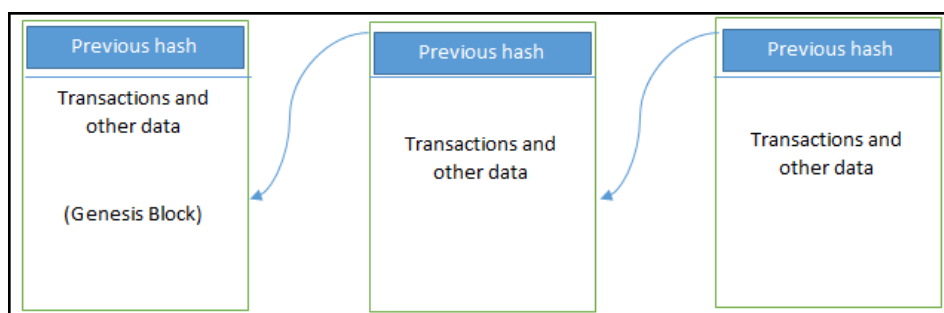 Previous hash
Transactions and
other data
(Genesis Block)
Previous hash
Transactions and
other data
Previous hash
Transactions and
other data